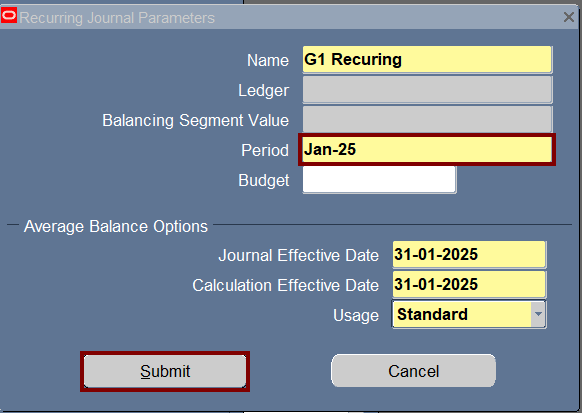 Recurring Journal Parameters
Name G1 Recuring
Ledger
Balancing Segment Value
Period Jan-25
Budget
Average Balance Options
Journal Effective Date 31-01-2025
Calculation Effective Date 31-01-2025
Usage Standard
Submit Cancel